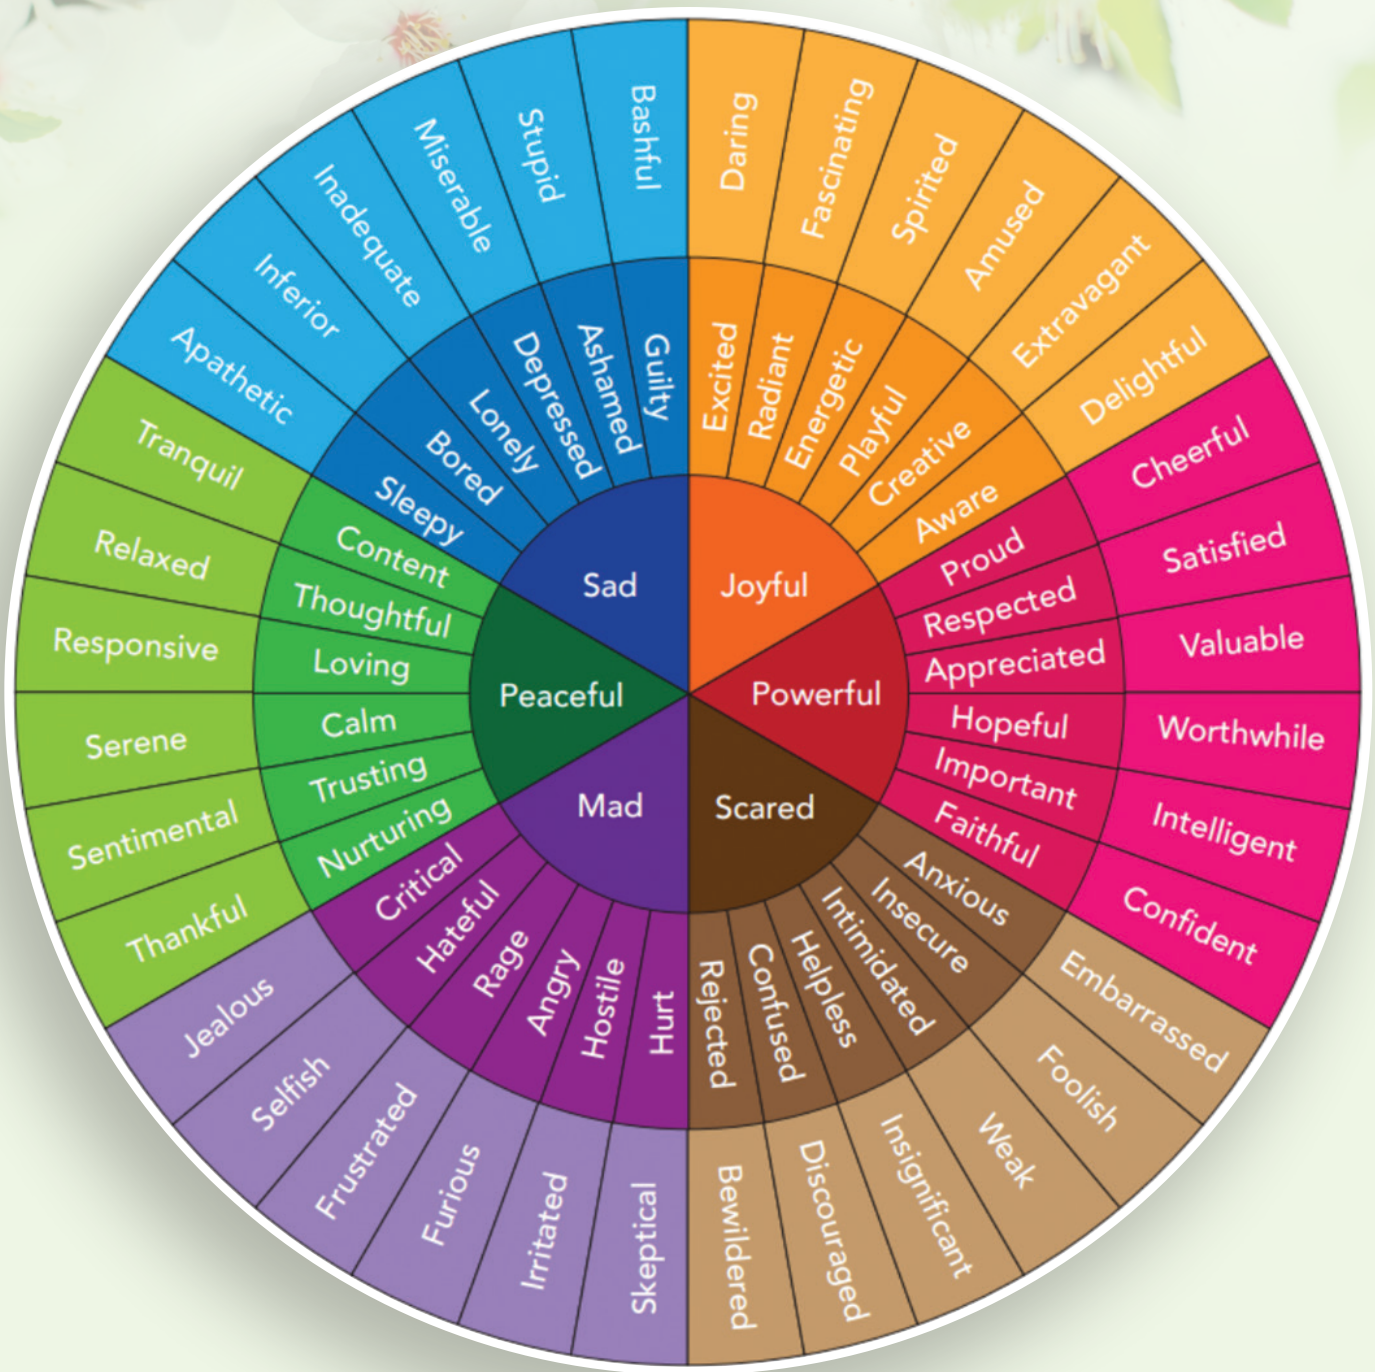 Joyful
Powerful
Scared
Mad
Peaceful
Sad
Excited
Radiant
Energetic
Playful
Creative
Aware
Proud
Respected
Appreciated
Hopeful
Important
Faithful
Anxious
Insecure
Intimidated
Helpless
Confused
Rejected
Hurt
Hostile
Angry
Rage
Hateful
Critical
Nurturing
Trusting
Calm
Loving
Thoughtful
Content
Sleepy
Bored
Lonely
Depressed
Ashamed
Guilty
Daring
Fascinating
Spirited
Amused
Extravagant
Delightful
Cheerful
Satisfied
Valuable
Worthwhile
Intelligent
Confident
Embarrassed
Foolish
Weak
Insignificant
Discouraged
Bewildered
Skeptical
Irritated
Furious
Frustrated
Selfish
Jealous
Thankful
Sentimental
Serene
Responsive
Relaxed
Tranquil
Apathetic
Inferior
Inadequate
Miserable
Stupid
Bashful